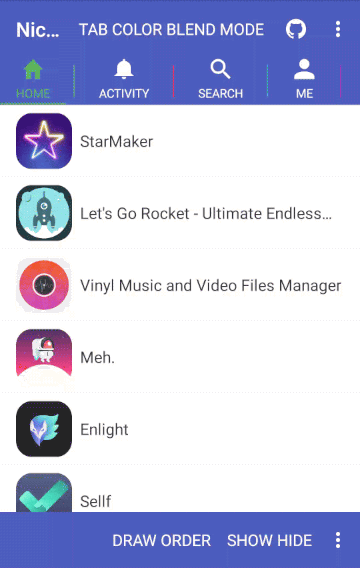 Nic… TAB COLOR BLEND MODE
HOME ACTIVITY SEARCH ME
StarMaker
Let's Go Rocket - Ultimate Endless…
Vinyl Music and Video Files Manager
Meh.
Enlight
Sellf
DRAW ORDER SHOW HIDE